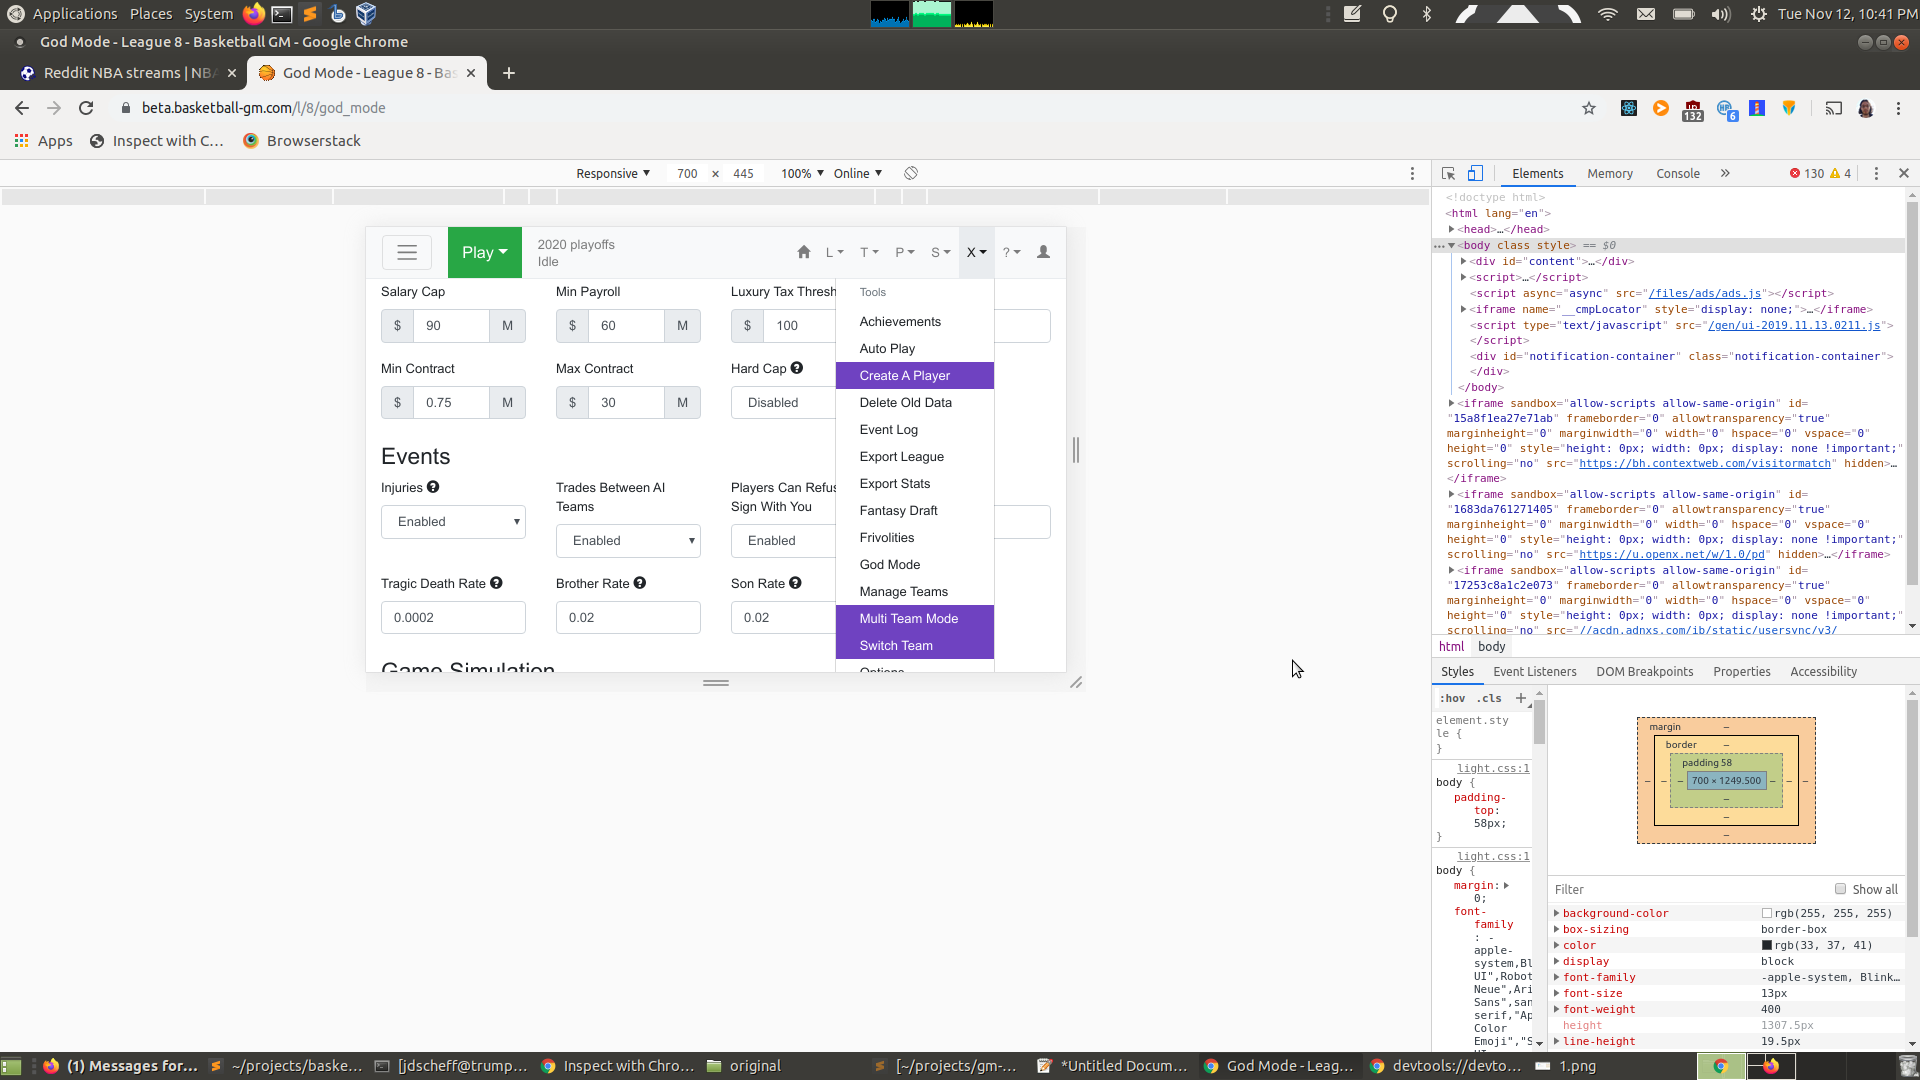 Applications Places System
Tue Nov 12, 10:41 PM
God Mode - League 8 - Basketball GM - Google Chrome
Reddit NBA streams | NBA
God Mode - League 8 - Bas
beta.basketball-gm.com/l/8/god_mode
132
6
Apps
Inspect with C...
Browserstack
Responsive 700 × 445 100% Online
Play
2020 playoffs
Idle
L T P S X ?
Salary Cap
Min Payroll
Luxury Tax Thresh
$ 90 M
$ 60 M
$ 100
Min Contract
Max Contract
Hard Cap
$ 0.75 M
$ 30 M
Disabled
Events
Injuries
Trades Between AI
Teams
Players Can Refus
Sign With You
Enabled
Enabled
Enabled
Tragic Death Rate
Brother Rate
Son Rate
0.0002
0.02
0.02
Game Simulation
Tools
Achievements
Auto Play
Create A Player
Delete Old Data
Event Log
Export League
Export Stats
Fantasy Draft
Frivolities
God Mode
Manage Teams
Multi Team Mode
Switch Team
Options
Elements Memory Console » 130 4
<!doctype html>
<html lang="en">
<head>…</head>
<body class style> == $0
<div id="content">…</div>
<script>…</script>
<script async="async" src="/files/ads/ads.js"></script>
<iframe name="__cmpLocator" style="display: none;">…</iframe>
<script type="text/javascript" src="/gen/ui-2019.11.13.0211.js">
</script>
<div id="notification-container" class="notification-container">
</div>
</body>
<iframe sandbox="allow-scripts allow-same-origin" id=
"15a8f1ea27e71ab" frameborder="0" allowtransparency="true"
marginheight="0" marginwidth="0" width="0" hspace="0" vspace="0"
height="0" style="height: 0px; width: 0px; display: none !important;"
scrolling="no" src="https://bh.contextweb.com/visitormatch" hidden>…
</iframe>
<iframe sandbox="allow-scripts allow-same-origin" id=
"1683da761271405" frameborder="0" allowtransparency="true"
marginheight="0" marginwidth="0" width="0" hspace="0" vspace="0"
height="0" style="height: 0px; width: 0px; display: none !important;"
scrolling="no" src="https://u.openx.net/w/1.0/pd" hidden>…</iframe>
<iframe sandbox="allow-scripts allow-same-origin" id=
"17253c8a1c2e073" frameborder="0" allowtransparency="true"
marginheight="0" marginwidth="0" width="0" hspace="0" vspace="0"
height="0" style="height: 0px; width: 0px; display: none !important;"
scrolling="no" src="//acdn.adnxs.com/ib/static/usersync/v3/
html body
Styles Event Listeners DOM Breakpoints Properties Accessibility
:hov .cls +
element.sty
le {
}
light.css:1
body {
padding-
top:
58px;
}
light.css:1
body {
margin:
0;
font-
family
: -
apple-
system,Bl
UI",Robot
Neue",Ari
Sans",san
serif,"Ap
Color
Emoji","S
margin –
border –
padding 58
– – – 700 × 1249.500 – – –
–
–
–
Filter
Show all
background-color rgb(255, 255, 255)
box-sizing border-box
color rgb(33, 37, 41)
display block
font-family -apple-system, Blink…
font-size 13px
font-weight 400
height 1307.5px
line-height 19.5px
(1) Messages for...
~/projects/baske...
[jdscheff@trump...
Inspect with Chro...
original
[~/projects/gm-...
*Untitled Docum...
God Mode - Leag...
devtools://devto...
1.png